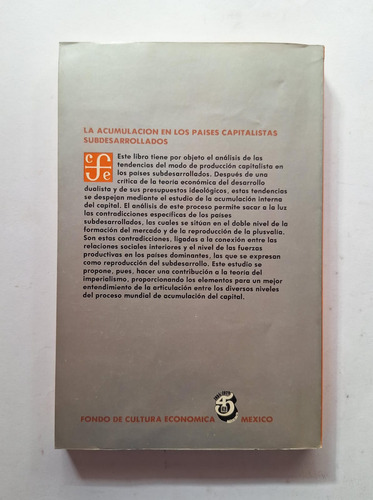 LA ACUMULACION EN LOS PAISES CAPITALISTAS
SUBDESARROLLADOS
Este libro tiene por objeto el análisis de las
tendencias del modo de producción capitalista en
los países subdesarrollados. Después de una
crítica de la teoría económica del desarrollo
dualista y de sus presupuestos ideológicos, estas tendencias
se despejan mediante el estudio de la acumulación interna
del capital. El análisis de este proceso permite sacar a la luz
las contradicciones específicas de los países
subdesarrollados, las cuales se sitúan en el doble nivel de la
formación del mercado y de la reproducción de la plusvalía.
Son estas contradicciones, ligadas a la conexión entre las
relaciones sociales interiores y el nivel de las fuerzas
productivas en los países dominantes, las que se expresan
como reproducción del subdesarrollo. Este estudio se
propone, pues, hacer una contribución a la teoría del
imperialismo, proporcionando los elementos para un mejor
entendimiento de la articulación entre los diversos niveles
del proceso mundial de acumulación del capital.
FONDO DE CULTURA ECONOMICA 45 MEXICO